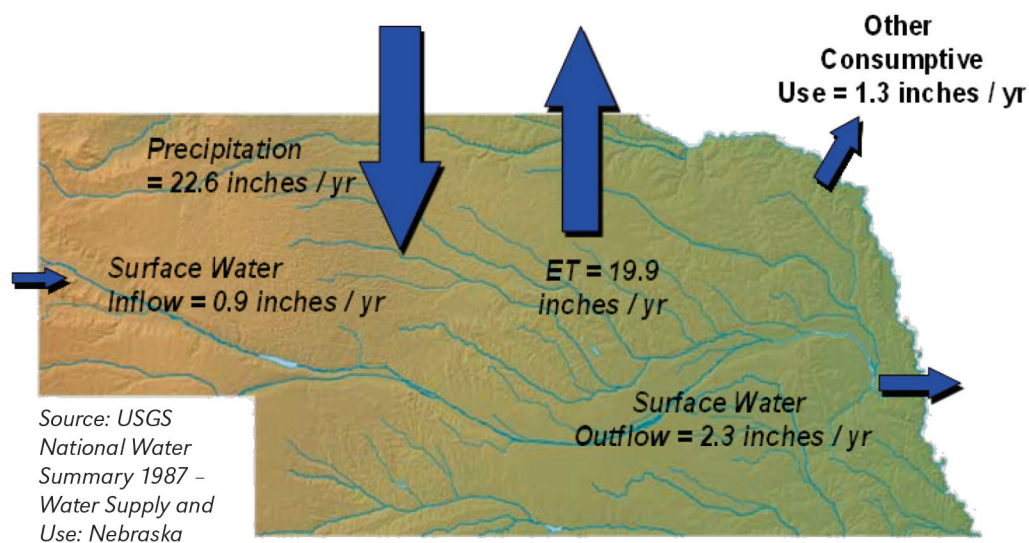 Other
Consumptive
Use = 1.3 inches / yr
Precipitation
= 22.6 inches / yr
Surface Water
Inflow = 0.9 inches / yr
ET = 19.9
inches / yr
Surface Water
Outflow = 2.3 inches / yr
Source: USGS
National Water
Summary 1987 –
Water Supply and
Use: Nebraska